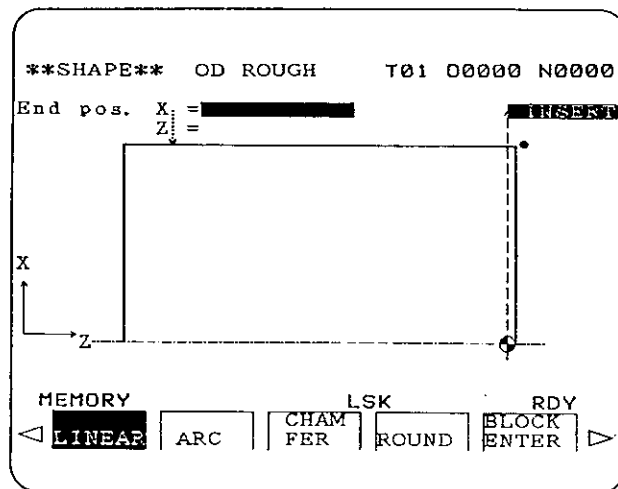 **SHAPE** OD ROUGH T01 O0000 N0000
End pos. X =
Z =
INSERT
X
Z
MEMORY LSK RDY
LINEAR ARC CHAM FER ROUND BLOCK ENTER